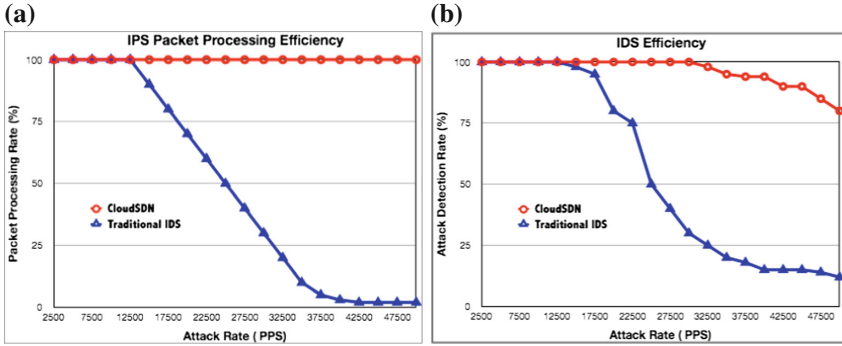 (a)
IPS Packet Processing Efficiency
Packet Processing Rate (%)
100
75
50
25
0
CloudSDN
Traditional IDS
2500 7500 12500 17500 22500 27500 32500 37500 42500 47500
Attack Rate ( PPS)
(b)
IDS Efficiency
Attack Detection Rate (%)
100
75
50
25
0
CloudSDN
Traditional IDS
2500 7500 12500 17500 22500 27500 32500 37500 42500 47500
Attack Rate ( PPS)